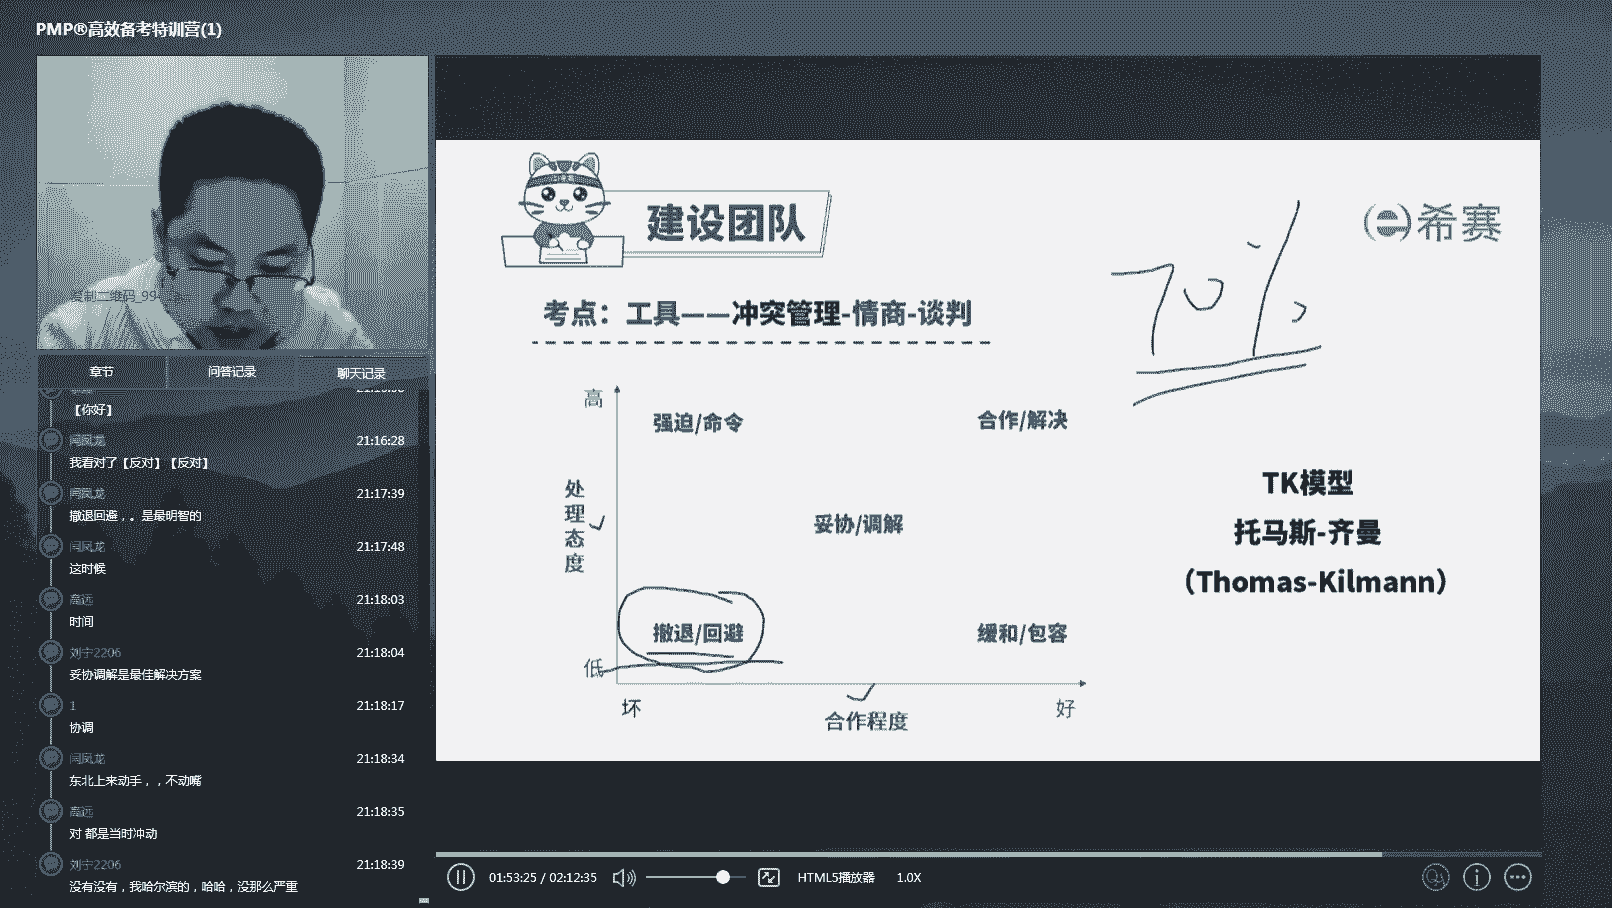 PMP®高效备考特训营(1)
章节
问答记录
聊天记录
【你好】
闫凤龙
21:16:28
我看对了【反对】【反对】
闫凤龙
21:17:39
撤退回避，。是最明智的
闫凤龙
21:17:48
这时候
高远
21:18:03
时间
刘宁2206
21:18:04
妥协调解是最佳解决方案
1
21:18:17
协调
闫凤龙
21:18:34
东北上来动手，，不动嘴
高远
21:18:35
对 都是当时冲动
刘宁2206
21:18:39
没有没有，我哈尔滨的，哈哈，没那么严重
建设团队
希赛
70%
考点：工具——冲突管理-情商-谈判
高
强迫/命令
合作/解决
处理态度
妥协/调解
撤退/回避
缓和/包容
低
坏
合作程度
好
TK模型
托马斯-齐曼
（Thomas-Kilmann）
01:53:25 / 02:12:35
HTML5播放器
1.0X